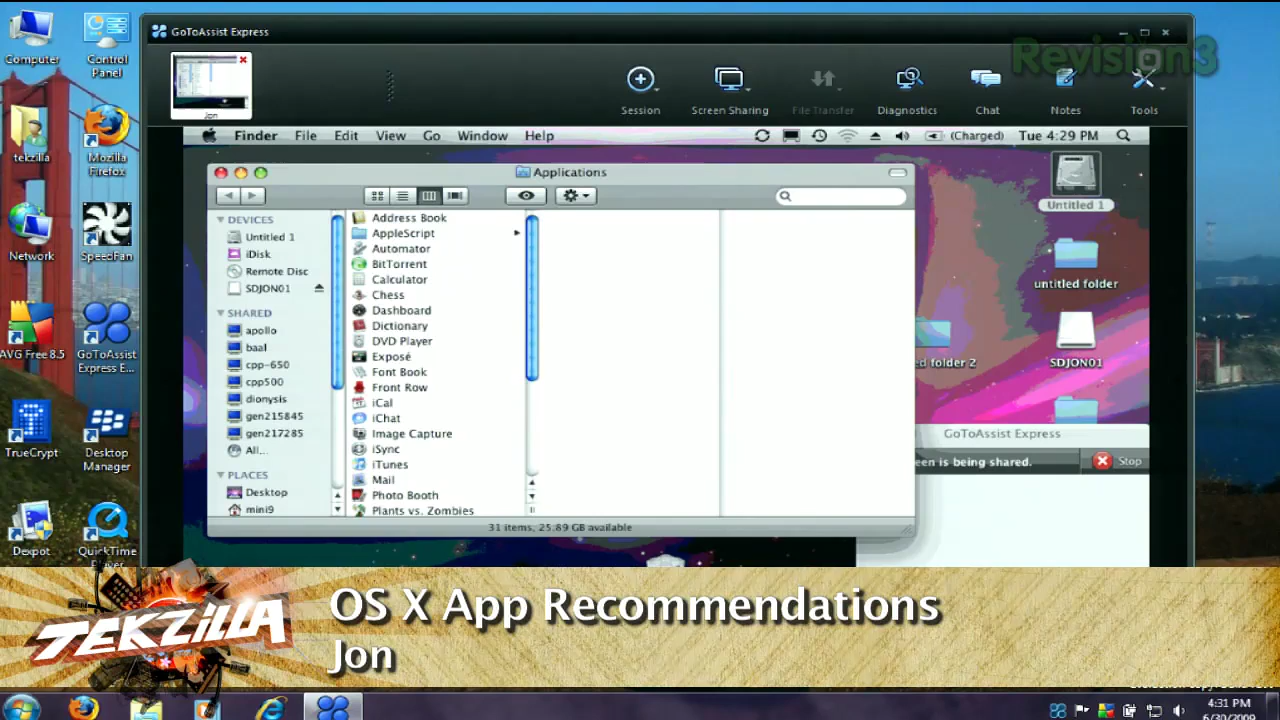 GoToAssist Express
Revision3
Jon
Session
Screen Sharing
File Transfer
Diagnostics
Chat
Notes
Tools
Finder File Edit View Go Window Help
(Charged) Tue 4:29 PM
Computer
Control Panel
tekzilla
Mozilla Firefox
Network
SpeedFan
AVG Free 8.5
GoToAssist Express E...
TrueCrypt
Desktop Manager
Dexpot
QuickTime Player
Applications
DEVICES
Untitled 1
iDisk
Remote Disc
SDJON01
SHARED
apollo
baal
cpp-650
cpp500
dionysis
gen215845
gen217285
All...
PLACES
Desktop
mini9
Address Book
AppleScript
Automator
BitTorrent
Calculator
Chess
Dashboard
Dictionary
DVD Player
Exposé
Font Book
Front Row
iCal
iChat
Image Capture
iSync
iTunes
Mail
Photo Booth
Plants vs. Zombies
31 items, 25.89 GB available
Untitled 1
untitled folder
ed folder 2
SDJON01
GoToAssist Express
een is being shared.
Stop
TEKZILLA
OS X App Recommendations
Jon
4:31 PM
6/30/2009